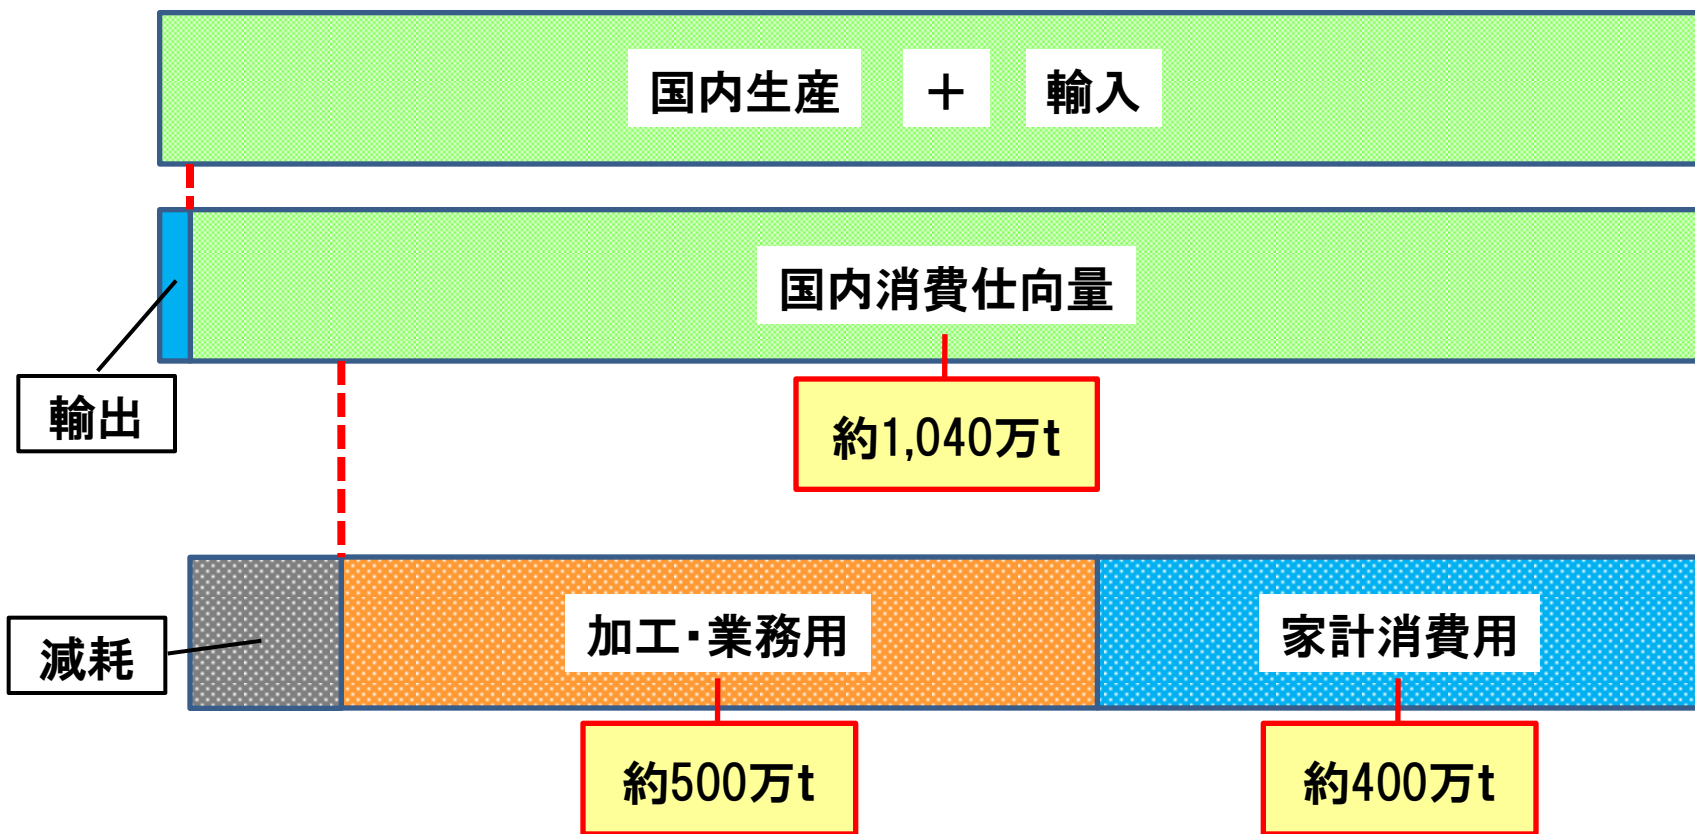 国内生産 ＋ 輸入
国内消費仕向量
輸出
約1,040万t
減耗
加工・業務用
家計消費用
約500万t
約400万t